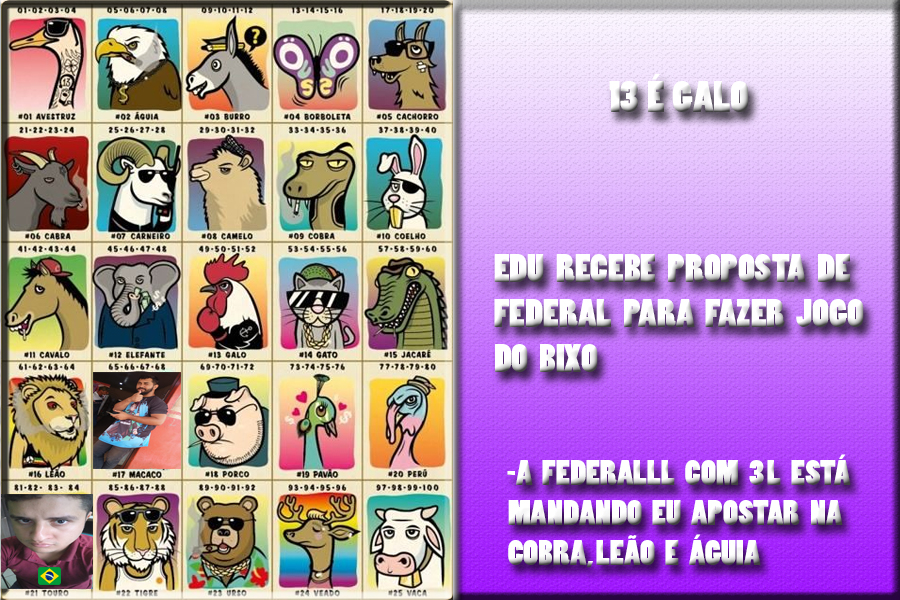 01-02-03-04
05-06-07-08
09-10-11-12
13-14-15-16
17-18-19-20
?
#01 AVESTRUZ
#02 ÁGUIA
#03 BURRO
#04 BORBOLETA
#05 CACHORRO
21-22-23-24
25-26-27-28
29-30-31-32
33-34-35-36
37-38-39-40
#06 CABRA
#07 CARNEIRO
#08 CAMELO
#09 COBRA
#10 COELHO
41-42-43-44
45-46-47-48
49-50-51-52
53-54-55-56
57-58-59-60
#11 CAVALO
#12 ELEFANTE
#13 GALO
#14 GATO
#15 JACARÉ
61-62-63-64
65-66-67-68
69-70-71-72
73-74-75-76
77-78-79-80
#16 LEÃO
#17 MACACO
#18 PORCO
#19 PAVÃO
#20 PERÚ
81-82- 83- 84
85-86-87-88
89-90-91-92
93-94-95-96
97-98-99-100
#21 TOURO
#22 TIGRE
#23 URSO
#24 VEADO
#25 VACA
13 É GALO
EDU RECEBE PROPOSTA DE
FEDERAL PARA FAZER JOGO
DO BIXO
-A FEDERALLL COM 3L ESTÁ
MANDANDO EU APOSTAR NA
COBRA,LEÃO E ÁGUIA